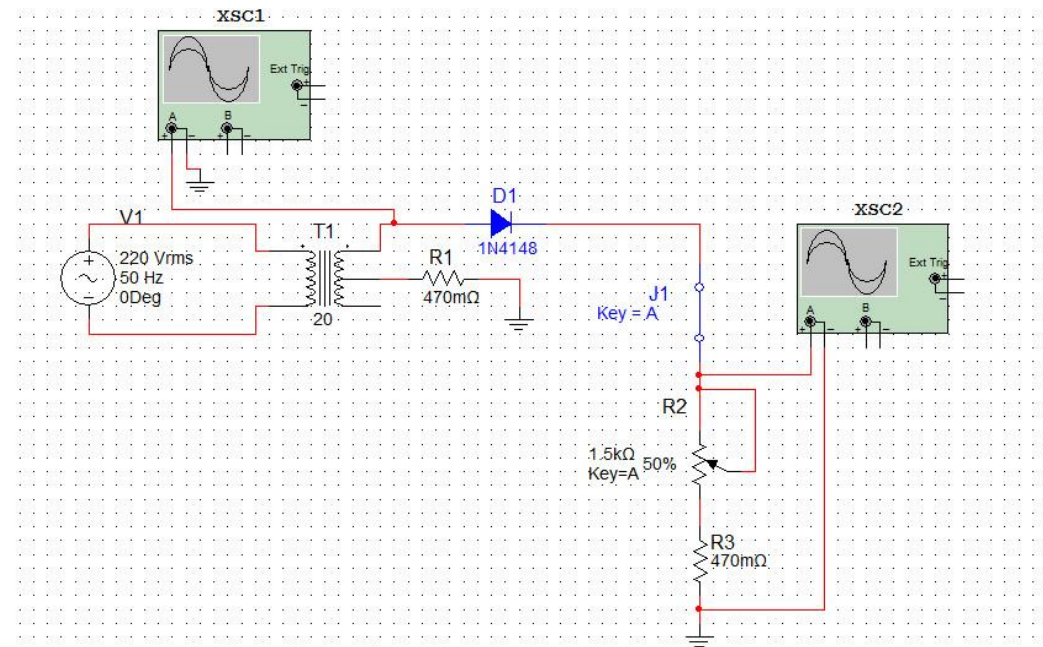 XSC1
Ext Trig
+
−
A
B
+ − + −
V1
+
−
220 Vrms
50 Hz
0Deg
T1
20
R1
470mΩ
D1
1N4148
J1
Key = A
XSC2
Ext Trig
+
−
A
B
+ − + −
R2
1.5kΩ
50%
Key=A
R3
470mΩ